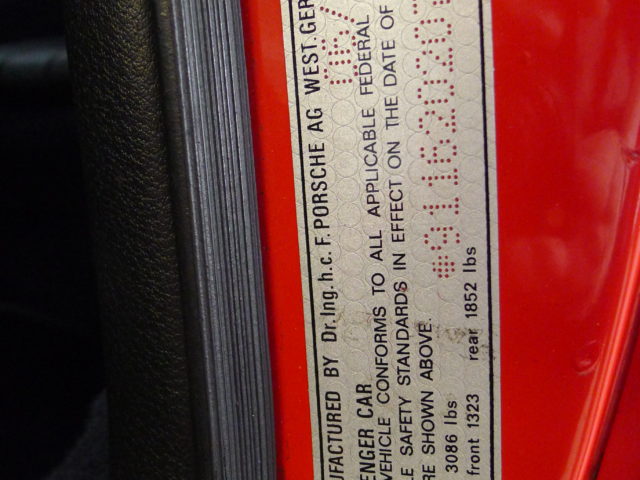 UFACTURED BY Dr.Ing.h.c.F.PORSCHE AG WEST.GER
ENGER CAR
VEHICLE CONFORMS TO ALL APPLICABLE FEDERAL
E SAFETY STANDARDS IN EFFECT ON THE DATE OF
RE SHOWN ABOVE.
3086 lbs
front 1323 rear 1852 lbs